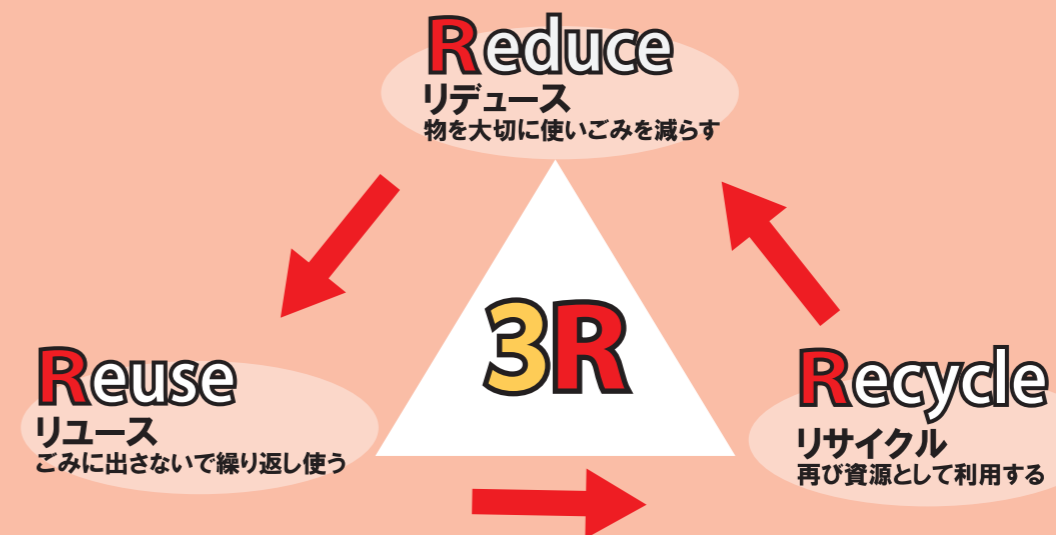 Reduce
リデュース
物を大切に使いごみを減らす
3R
Reuse
リユース
ごみに出さないで繰り返し使う
Recycle
リサイクル
再び資源として利用する